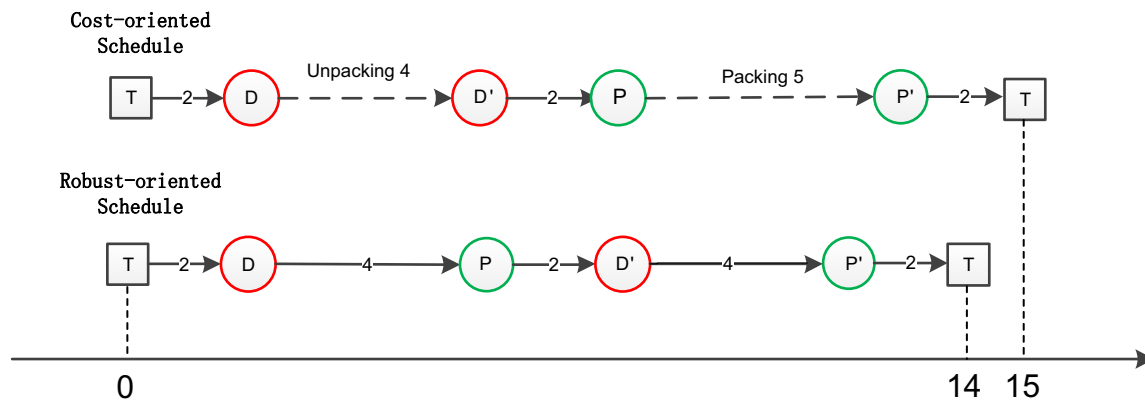 Cost-oriented
Schedule
T 2 D Unpacking 4 D' 2 P Packing 5 P' 2 T
Robust-oriented
Schedule
T 2 D 4 P 2 D' 4 P' 2 T
0 14 15